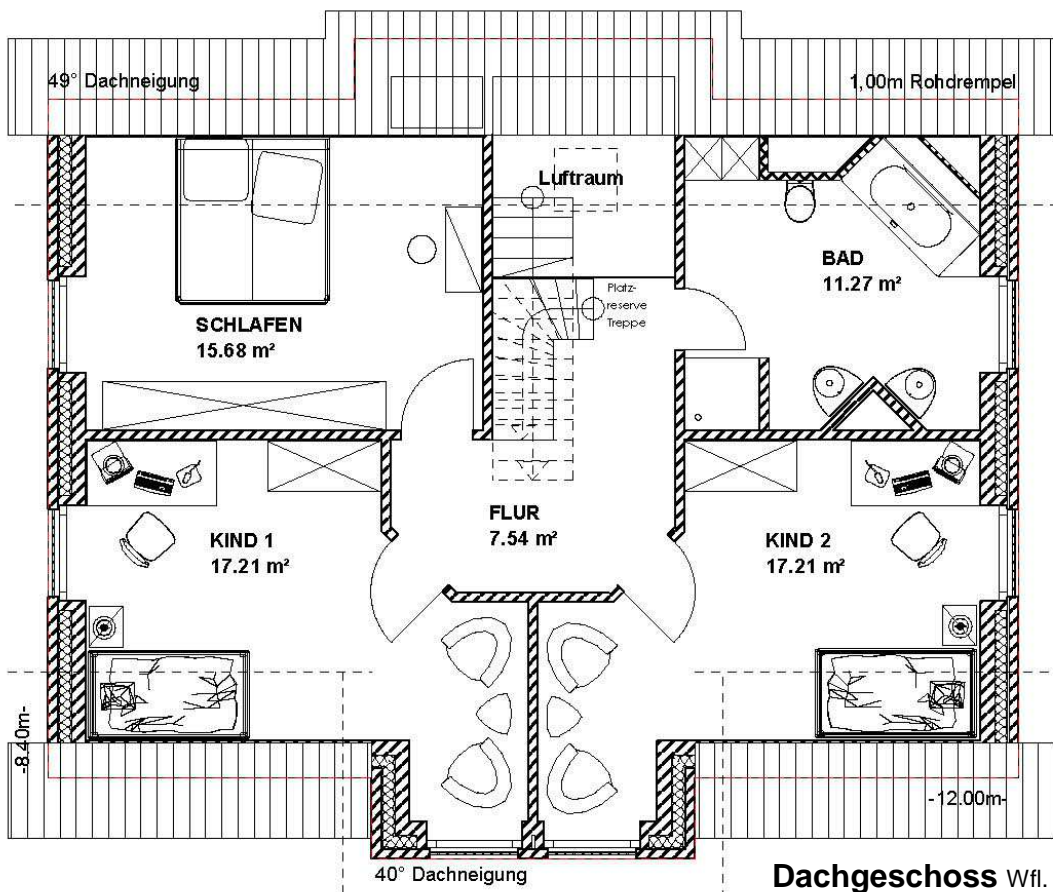 49° Dachneigung
1,00m Rohdrempel
Luftraum
BAD
11.27 m²
Platz-
reserve
Treppe
SCHLAFEN
15.68 m²
FLUR
7.54 m²
KIND 1
17.21 m²
KIND 2
17.21 m²
-8.40m-
-12.00m-
40° Dachneigung
Dachgeschoss Wfl.